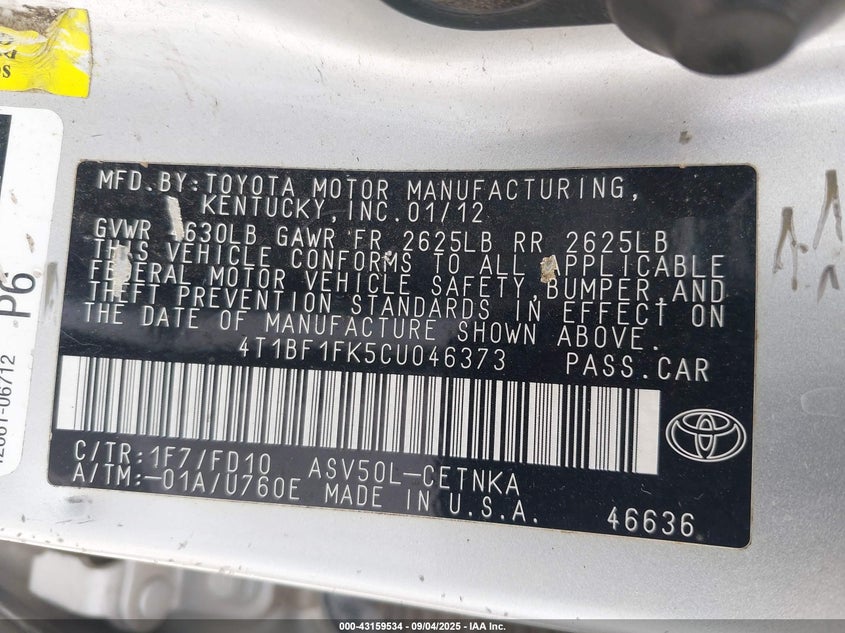 MFD.BY:TOYOTA MOTOR MANUFACTURING,
KENTUCKY,INC.01/12
GVWR 4630LB GAWR FR 2625LB RR 2625LB
THIS VEHICLE CONFORMS TO ALL APPLICABLE
FEDERAL MOTOR VEHICLE SAFETY,BUMPER,AND
THEFT PREVENTION STANDARDS IN EFFECT ON
THE DATE OF MANUFACTURE SHOWN ABOVE.
4T1BF1FK5CU046373 PASS.CAR
C/TR:1F7/FD10 ASV50L-CETNKA
A/TM:-01A/U760E MADE IN U.S.A.
46636
P6
000-43159534 - 09/04/2025 - IAA Inc.